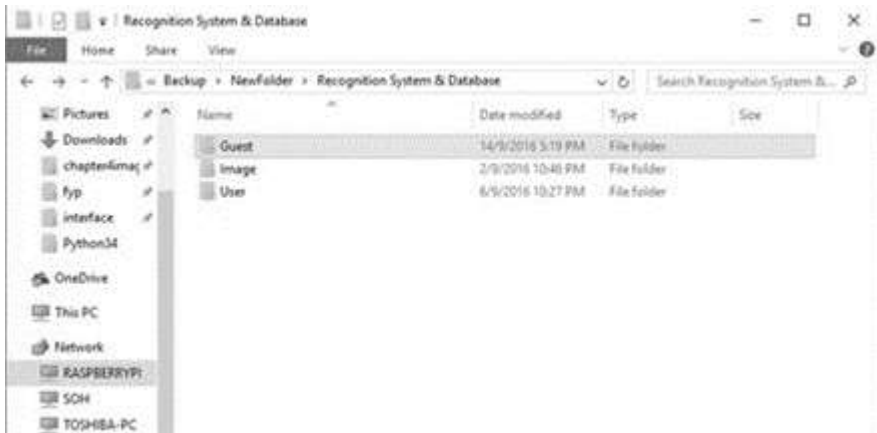 Recognition System & Database
File Home Share View
Backup › NewFolder › Recognition System & Database
Search Recognition System &...
Name Date modified Type Size
Pictures
Downloads
chapter4imag
fyp
interface
Python34
OneDrive
This PC
Network
RASPBERRYPI
SOH
TOSHIBA-PC
Guest 14/9/2016 5:19 PM File folder
Image 2/9/2016 10:46 PM File folder
User 6/9/2016 10:27 PM File folder